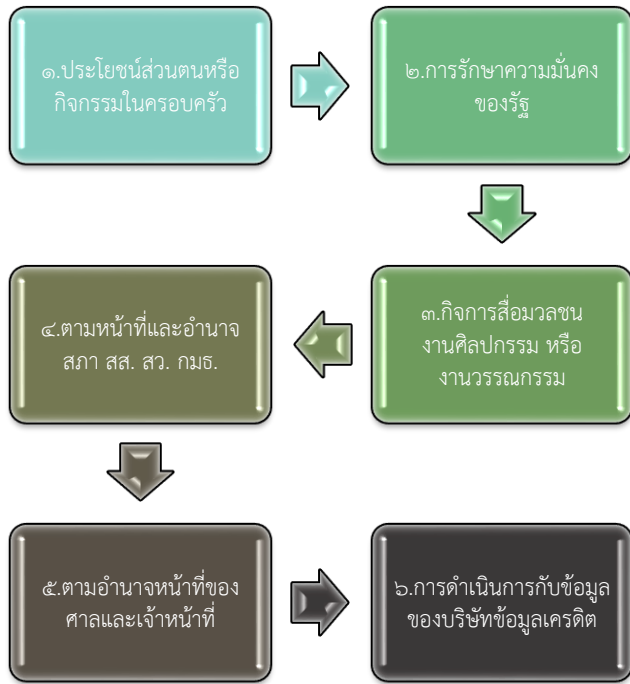 ๑.ประโยชน์ส่วนตนหรือ
กิจกรรมในครอบครัว
๒.การรักษาความมั่นคง
ของรัฐ
๓.กิจการสื่อมวลชน
งานศิลปกรรม หรือ
งานวรรณกรรม
๔.ตามหน้าที่และอำนาจ
สภา สส. สว. กมธ.
๕.ตามอำนาจหน้าที่ของ
ศาลและเจ้าหน้าที่
๖.การดำเนินการกับข้อมูล
ของบริษัทข้อมูลเครดิต